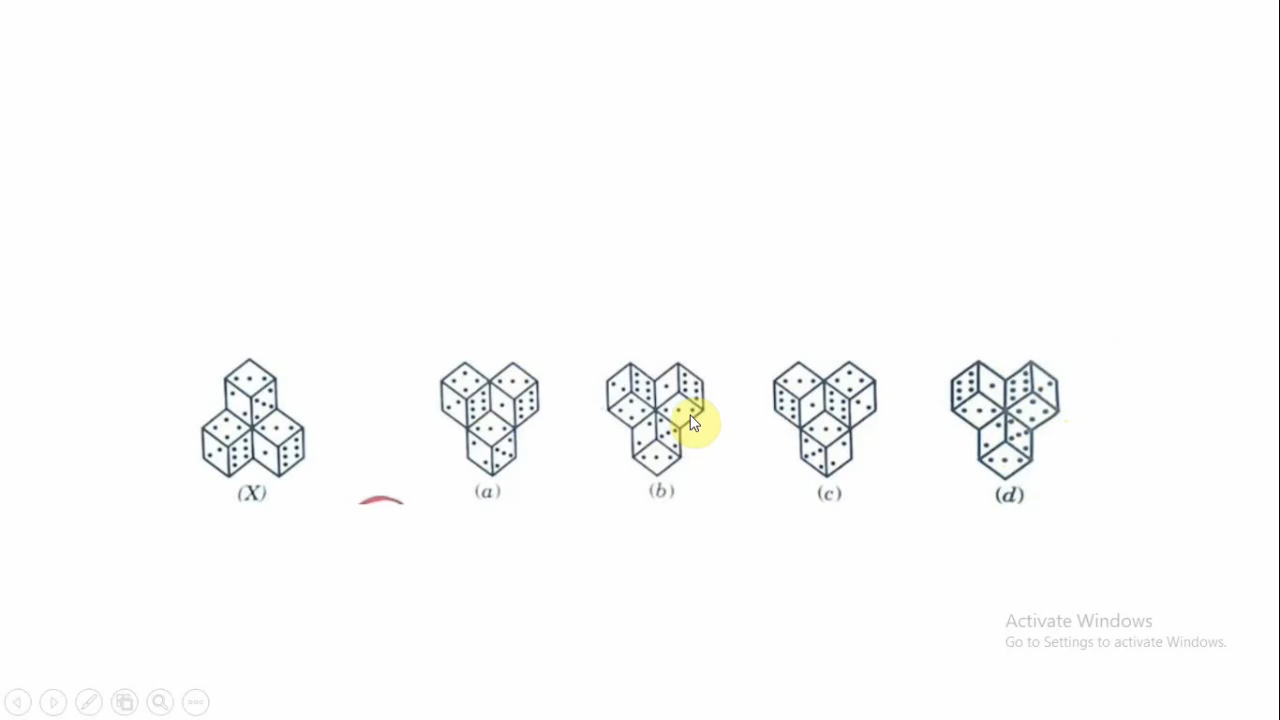 (X) (a) (b) (c) (d)
Activate Windows
Go to Settings to activate Windows.